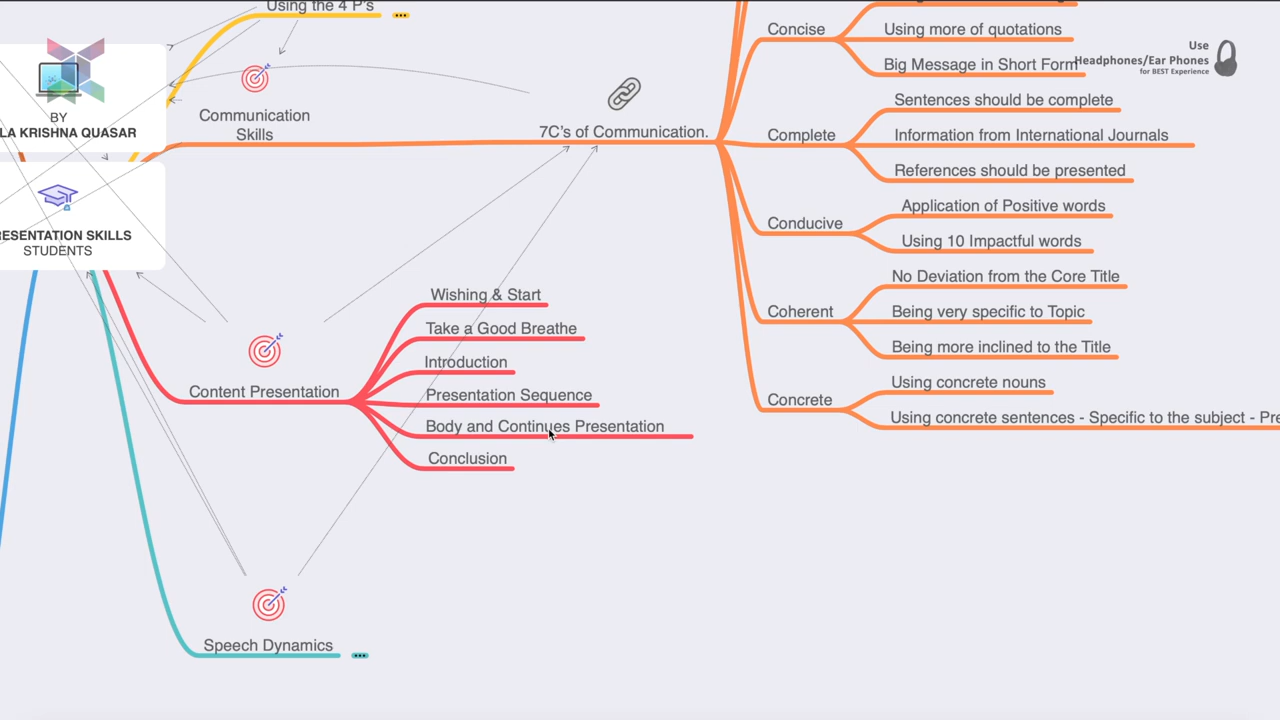 Using the 4 P's
BY
LA KRISHNA QUASAR
RESENTATION SKILLS
STUDENTS
Communication
Skills
7C's of Communication.
Concise
Using more of quotations
Big Message in Short Form
Use
Headphones/Ear Phones
for BEST Experience
Complete
Sentences should be complete
Information from International Journals
References should be presented
Conducive
Application of Positive words
Using 10 Impactful words
Coherent
No Deviation from the Core Title
Being very specific to Topic
Being more inclined to the Title
Concrete
Using concrete nouns
Using concrete sentences - Specific to the subject - Pre
Content Presentation
Wishing & Start
Take a Good Breathe
Introduction
Presentation Sequence
Body and Continues Presentation
Conclusion
Speech Dynamics